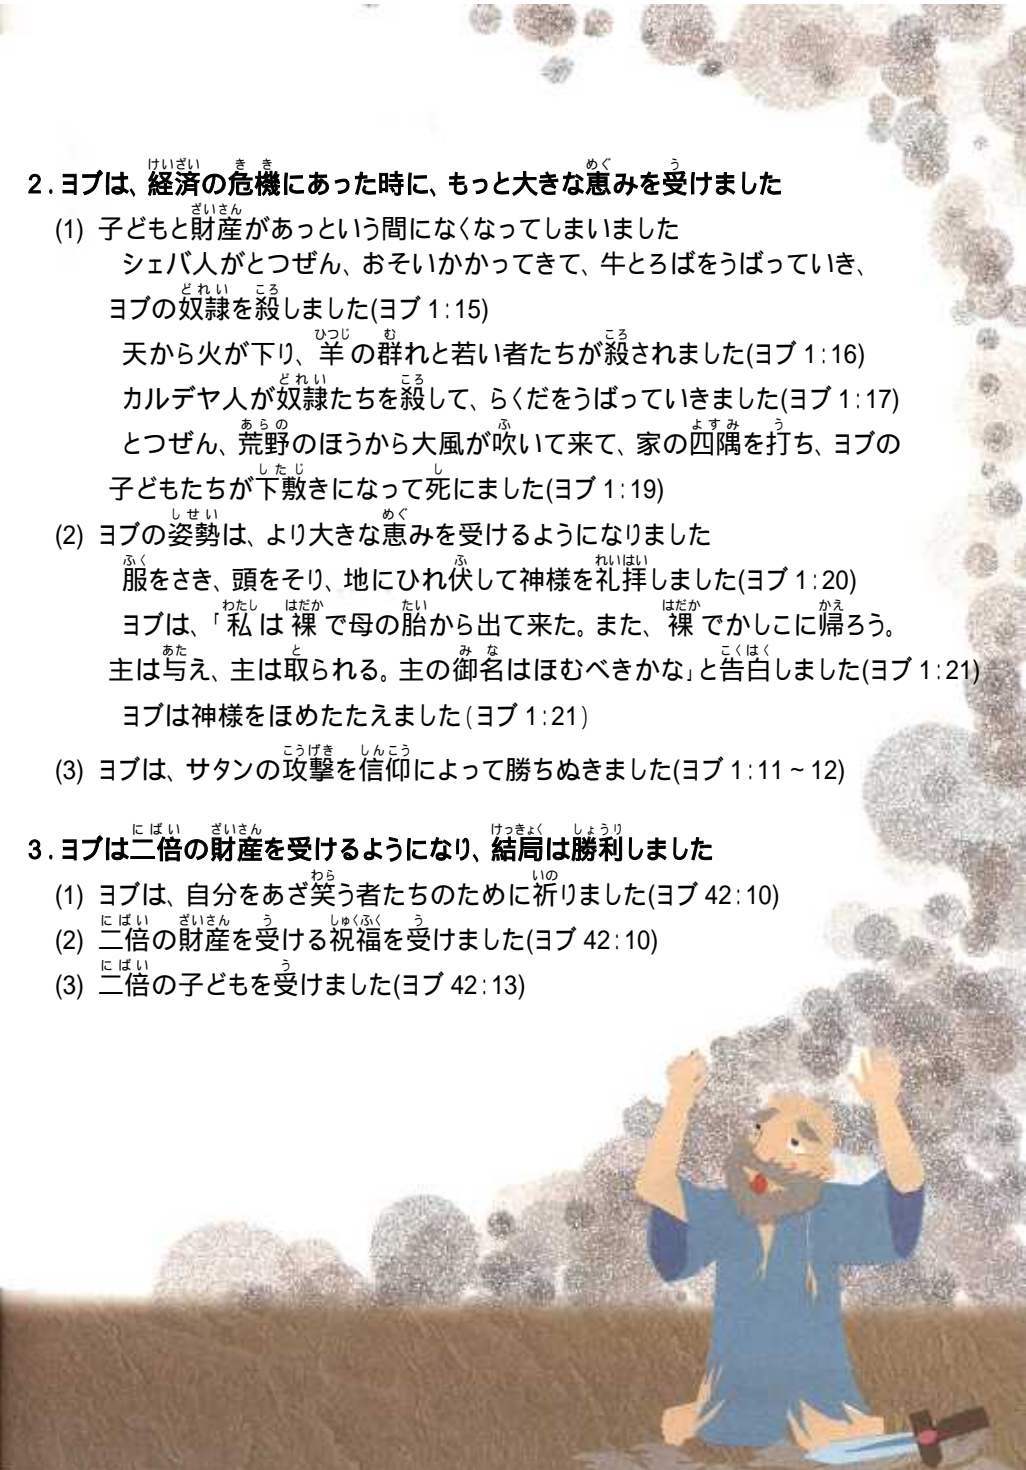 2.ヨブは、経済の危機にあった時に、もっと大きな恵みを受けました
(1) 子どもと財産があっという間になくなってしまいました
シェバ人がとつぜん、おそいかかってきて、牛とろばをうばっていき、
ヨブの奴隷を殺しました(ヨブ 1:15)
天から火が下り、羊の群れと若い者たちが殺されました(ヨブ 1:16)
カルデヤ人が奴隷たちを殺して、らくだをうばっていきました(ヨブ 1:17)
とつぜん、荒野のほうから大風が吹いて来て、家の四隅を打ち、ヨブの
子どもたちが下敷きになって死にました(ヨブ 1:19)
(2) ヨブの姿勢は、より大きな恵みを受けるようになりました
服をさき、頭をそり、地にひれ伏して神様を礼拝しました(ヨブ 1:20)
ヨブは、「私は裸で母の胎から出て来た。また、裸でかしこに帰ろう。
主は与え、主は取られる。主の御名はほむべきかな」と告白しました(ヨブ 1:21)
ヨブは神様をほめたたえました(ヨブ 1:21)
(3) ヨブは、サタンの攻撃を信仰によって勝ちぬきました(ヨブ 1:11~12)
3.ヨブは二倍の財産を受けるようになり、結局は勝利しました
(1) ヨブは、自分をあざ笑う者たちのために祈りました(ヨブ 42:10)
(2) 二倍の財産を受ける祝福を受けました(ヨブ 42:10)
(3) 二倍の子どもを受けました(ヨブ 42:13)